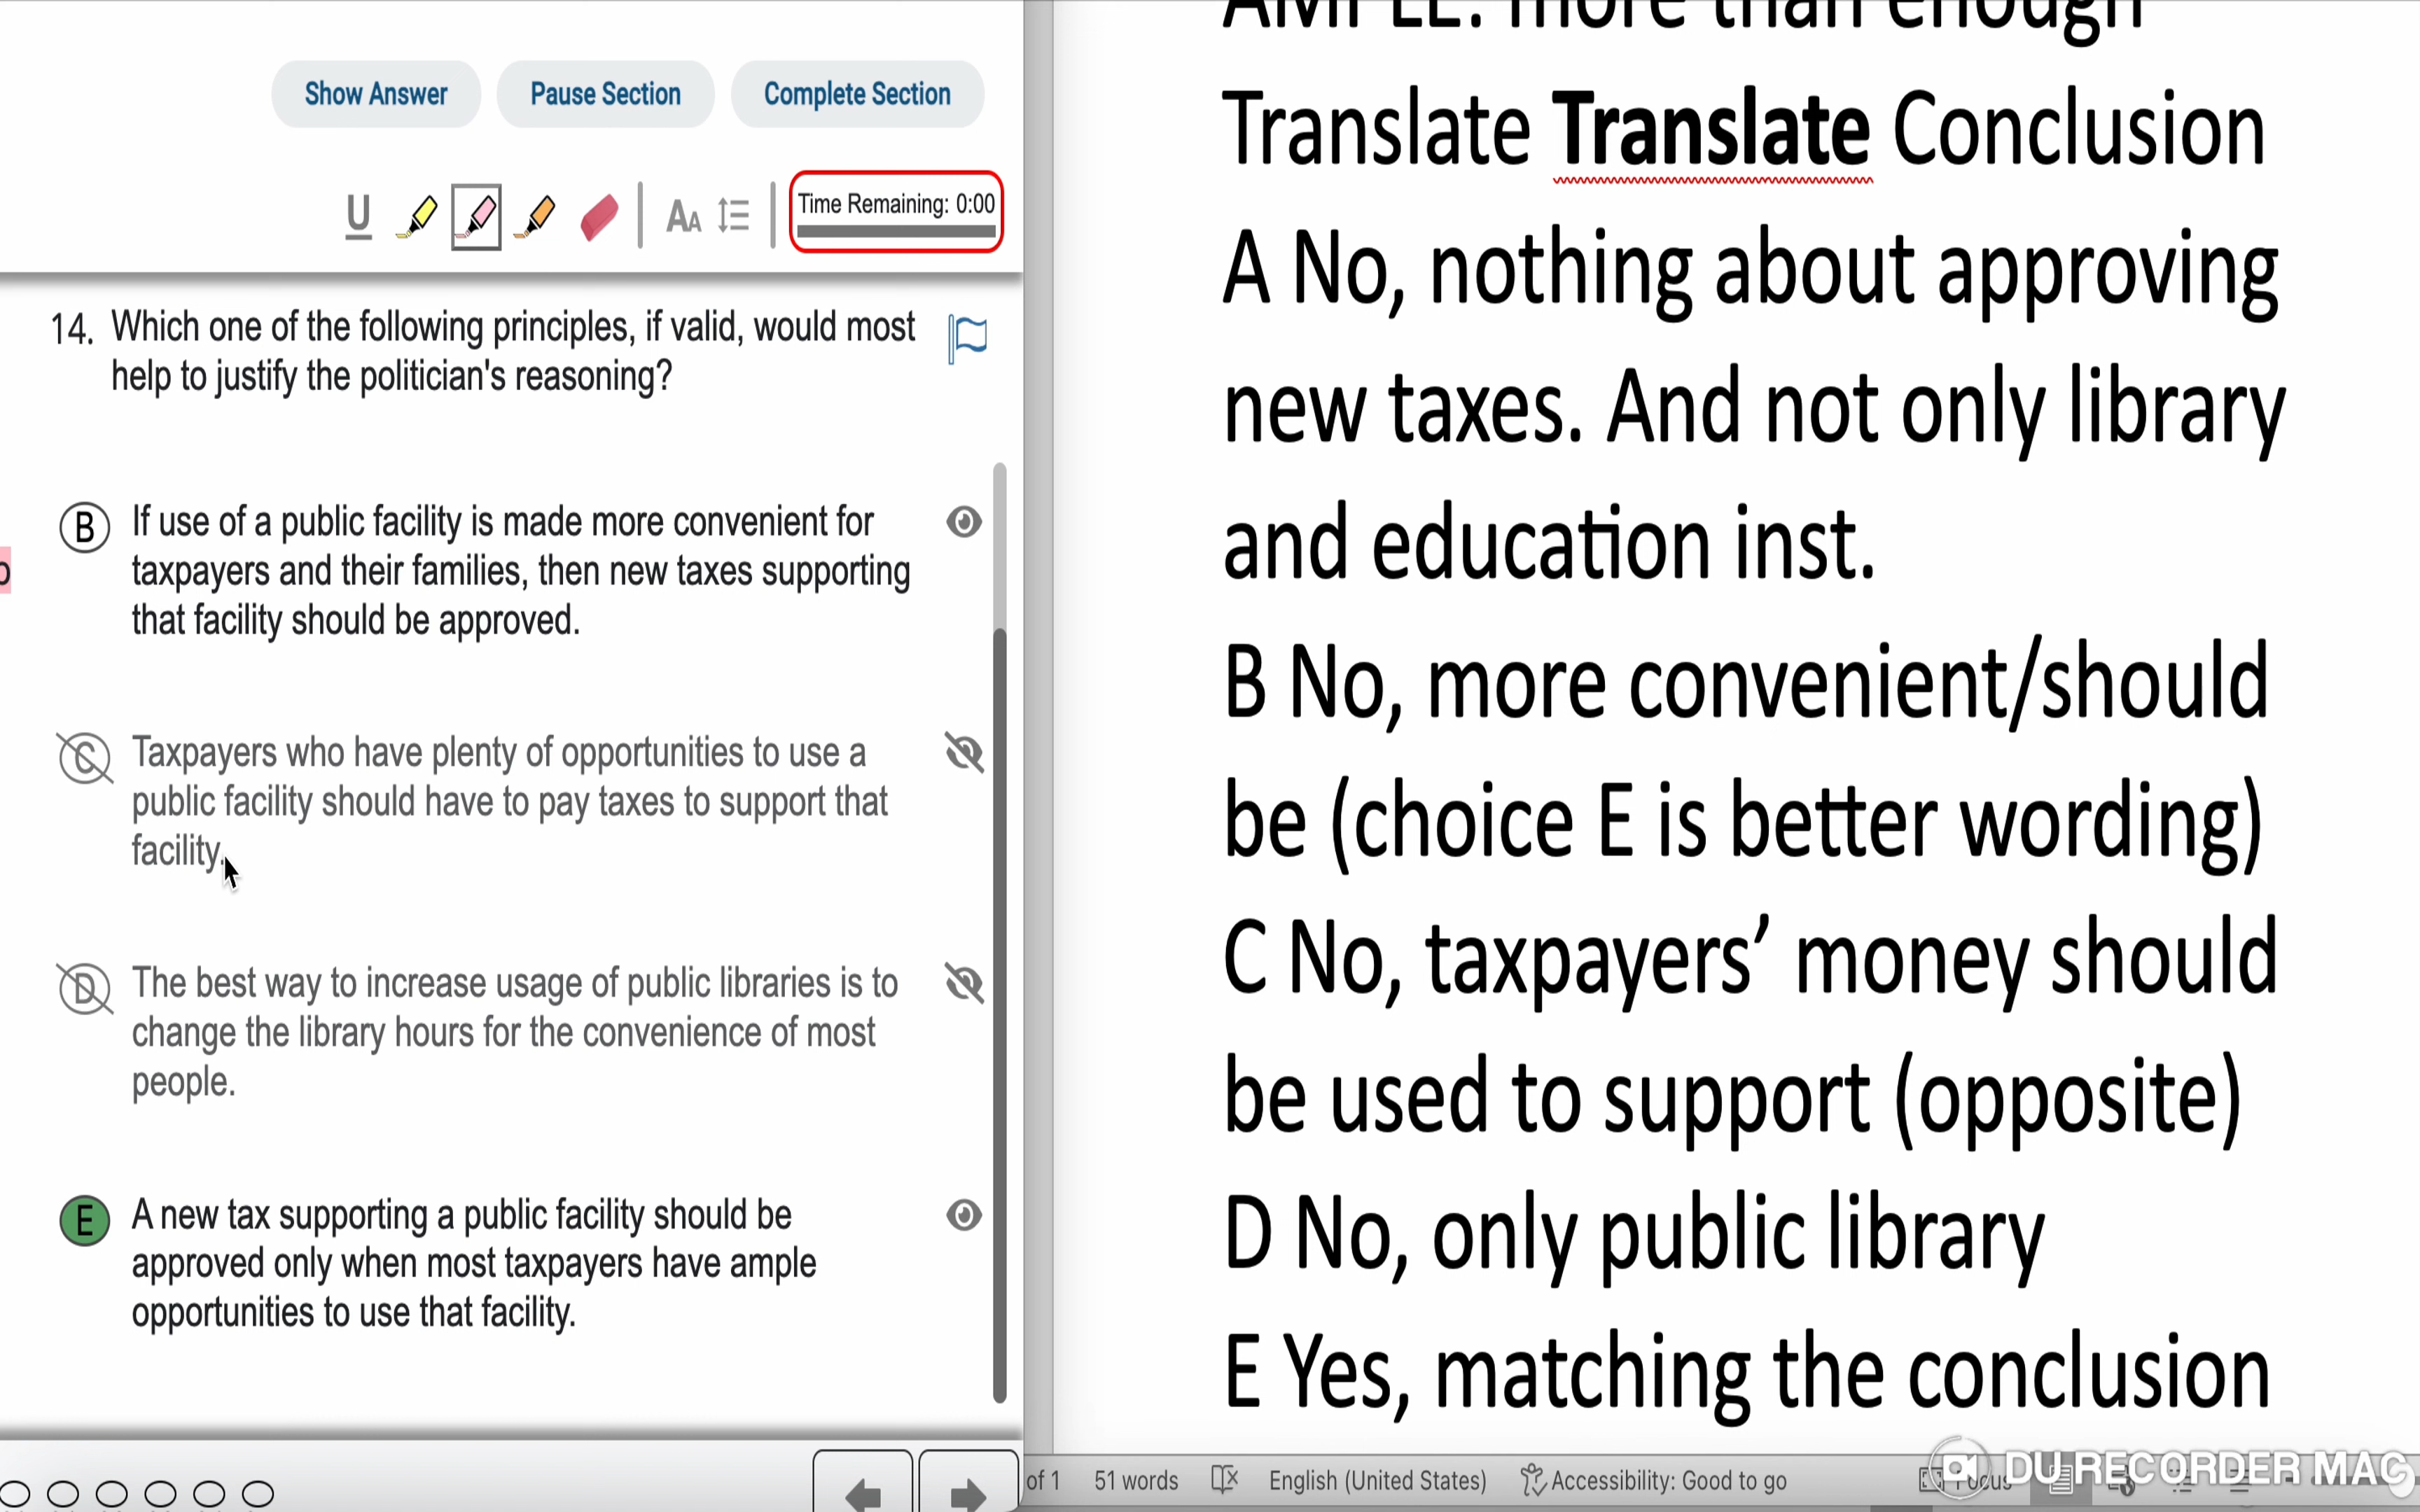 Show Answer
Pause Section
Complete Section
U
AA
Time Remaining: 0:00
14. Which one of the following principles, if valid, would most
help to justify the politician's reasoning?
B If use of a public facility is made more convenient for
taxpayers and their families, then new taxes supporting
that facility should be approved.
C Taxpayers who have plenty of opportunities to use a
public facility should have to pay taxes to support that
facility.
D The best way to increase usage of public libraries is to
change the library hours for the convenience of most
people.
E A new tax supporting a public facility should be
approved only when most taxpayers have ample
opportunities to use that facility.
AMPLE: more than enough
Translate Translate Conclusion
A No, nothing about approving
new taxes. And not only library
and education inst.
B No, more convenient/should
be (choice E is better wording)
C No, taxpayers’ money should
be used to support (opposite)
D No, only public library
E Yes, matching the conclusion
of 1
51 words
English (United States)
Accessibility: Good to go
Focus
DU RECORDER MAC